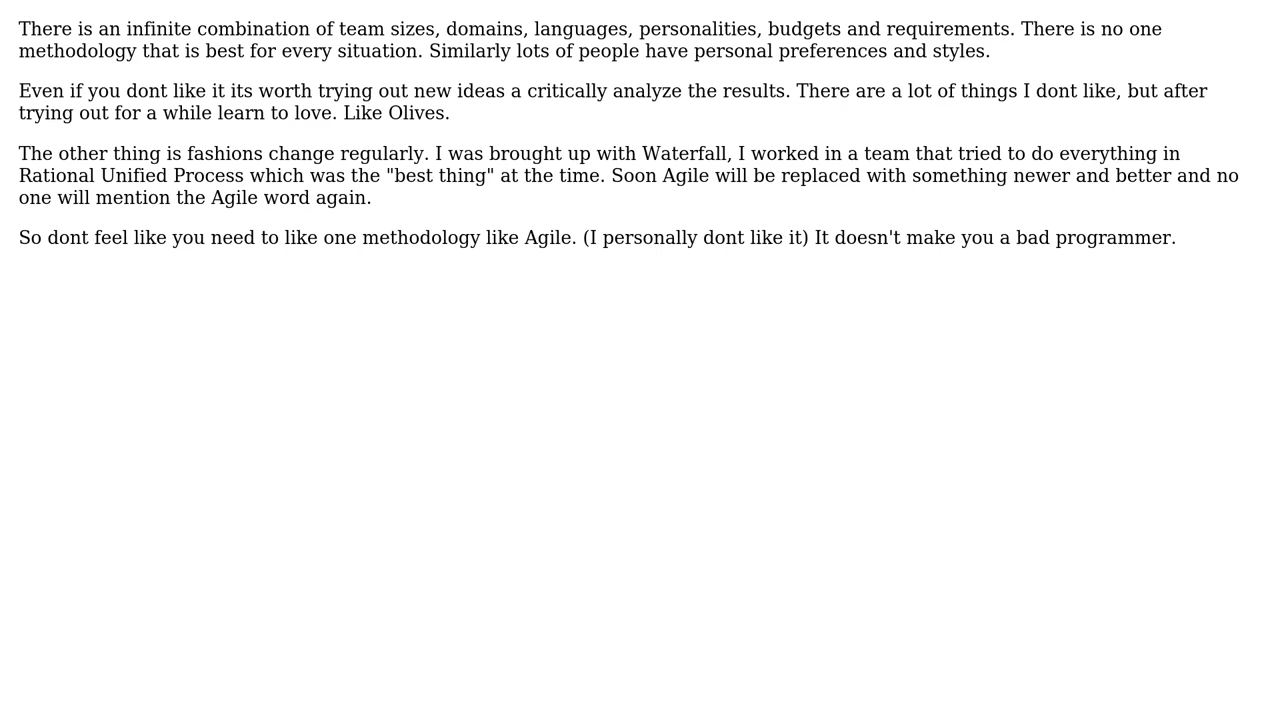 There is an infinite combination of team sizes, domains, languages, personalities, budgets and requirements. There is no one
methodology that is best for every situation. Similarly lots of people have personal preferences and styles.
Even if you dont like it its worth trying out new ideas a critically analyze the results. There are a lot of things I dont like, but after
trying out for a while learn to love. Like Olives.
The other thing is fashions change regularly. I was brought up with Waterfall, I worked in a team that tried to do everything in
Rational Unified Process which was the "best thing" at the time. Soon Agile will be replaced with something newer and better and no
one will mention the Agile word again.
So dont feel like you need to like one methodology like Agile. (I personally dont like it) It doesn't make you a bad programmer.